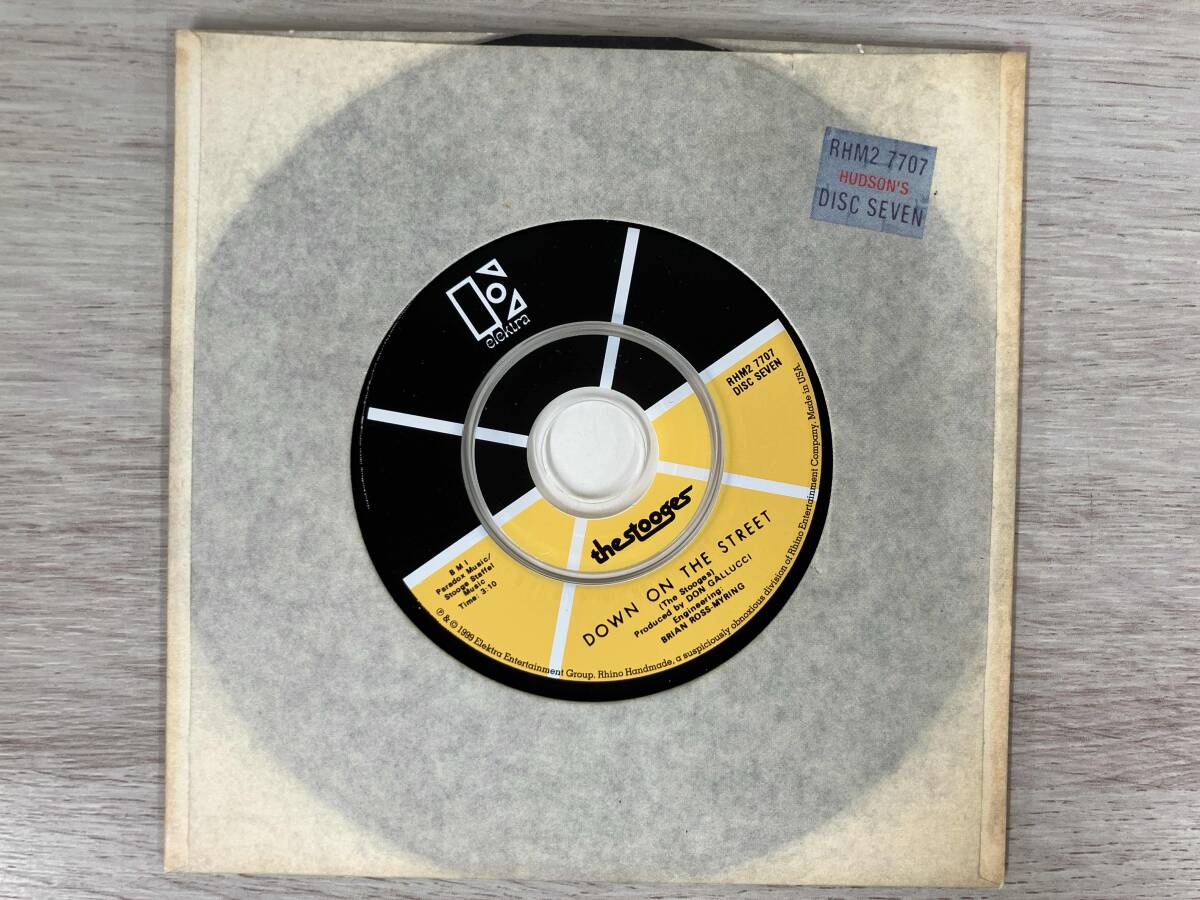 RHM2 7707
HUDSON'S
DISC SEVEN
elektra
RHM2 7707
DISC SEVEN
the stooges
DOWN ON THE STREET
(The Stooges)
Produced by DON GALLUCCI
Engineering:
BRIAN ROSS-MYRING
B M I
Paradox Music/
Stooge Staffel
Music
Time: 3:10
℗ & © 1999 Elektra Entertainment Group. Rhino Handmade, a suspiciously obnoxious division of Rhino Entertainment Company. Made in USA.